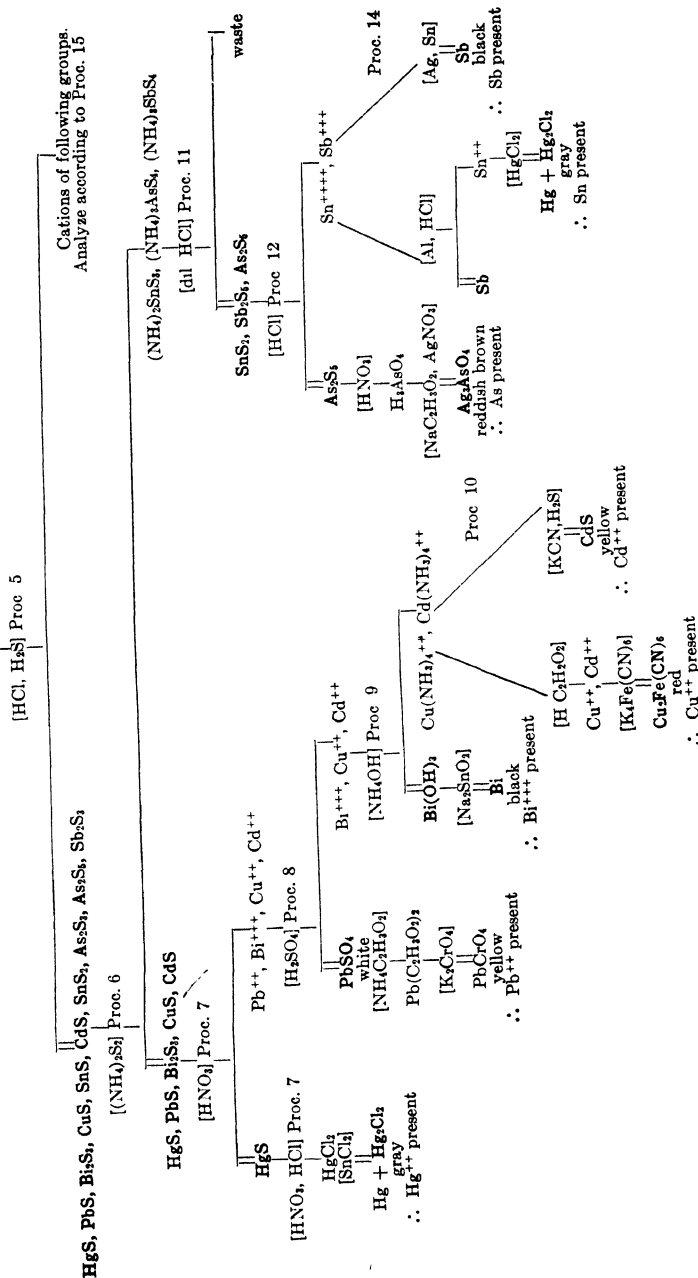 [HCl, H₂S] Proc 5
HgS, PbS, Bi₂S₃, CuS, SnS, CdS, SnS₂, As₂S₃, As₂S₅, Sb₂S₃
Cations of following groups.
Analyze according to Proc. 15
[(NH₄)₂S₂] Proc. 6
HgS, PbS, Bi₂S₃, CuS, CdS
(NH₄)₂SnS₃, (NH₄)₃AsS₄, (NH₄)₃SbS₄
[HNO₃] Proc. 7
[dil HCl] Proc. 11
HgS
Pb⁺⁺, Bi⁺⁺⁺, Cu⁺⁺, Cd⁺⁺
SnS₂, Sb₂S₅, As₂S₅
waste
[HNO₃, HCl] Proc. 7
HgCl₂
[SnCl₂]
Hg + Hg₂Cl₂
gray
∴ Hg⁺⁺ present
[H₂SO₄] Proc. 8
PbSO₄
white
[NH₄C₂H₃O₂]
Pb(C₂H₃O₂)₂
[K₂CrO₄]
PbCrO₄
yellow
∴ Pb⁺⁺ present
Bi⁺⁺⁺, Cu⁺⁺, Cd⁺⁺
[NH₄OH] Proc 9
Bi(OH)₃
[Na₂SnO₂]
Bi
black
∴ Bi⁺⁺⁺ present
Cu(NH₃)₄⁺⁺, Cd(NH₃)₄⁺⁺
Proc 10
[H C₂H₃O₂]
Cu⁺⁺, Cd⁺⁺
[K₄Fe(CN)₆]
Cu₂Fe(CN)₆
red
∴ Cu⁺⁺ present
[KCN, H₂S]
CdS
yellow
∴ Cd⁺⁺ present
[HCl] Proc 12
As₂S₅
[HNO₃]
H₃AsO₄
[NaC₂H₃O₂, AgNO₃]
Ag₃AsO₄
reddish brown
∴ As present
Sn⁺⁺⁺⁺, Sb⁺⁺⁺
Proc. 14
[Al, HCl]
Sb
Sn⁺⁺
[HgCl₂]
Hg + Hg₂Cl₂
gray
∴ Sn present
[Ag, Sn]
Sb
black
∴ Sb present